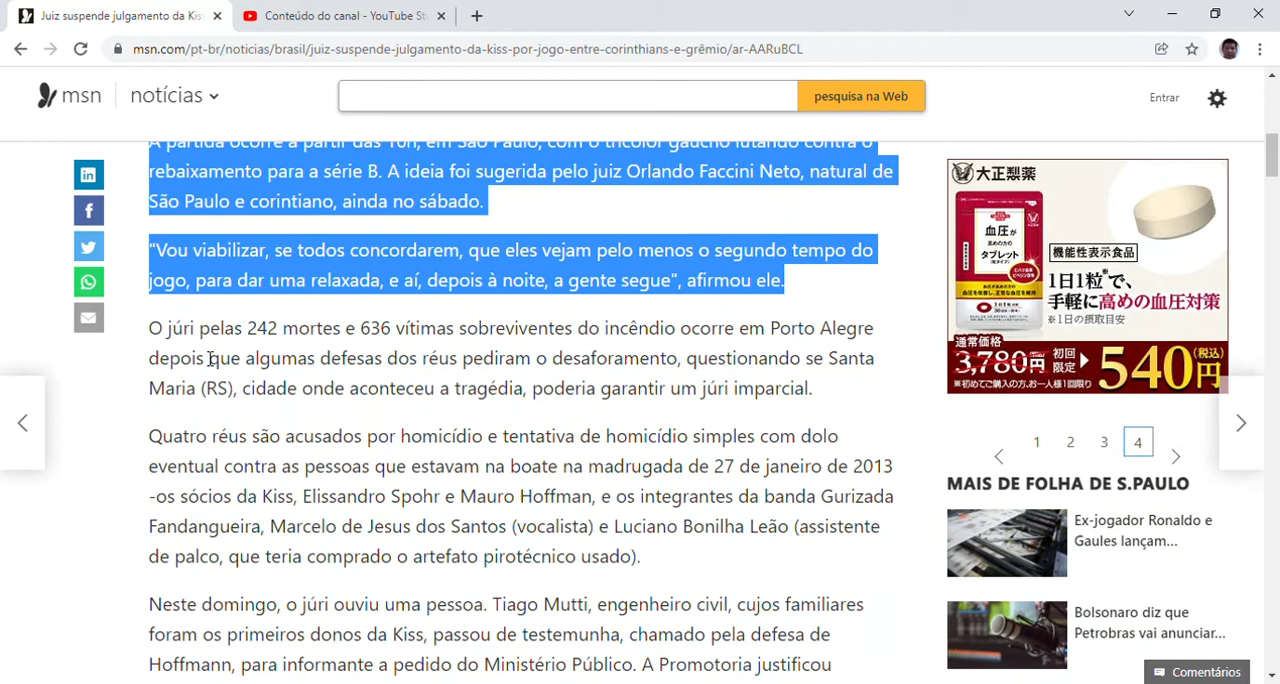 Juiz suspende julgamento da Kis
Conteúdo do canal - YouTube St
msn.com/pt-br/noticias/brasil/juiz-suspende-julgamento-da-kiss-por-jogo-entre-corinthians-e-grêmio/ar-AARuBCL
msn
notícias
pesquisa na Web
Entrar
A partida ocorre a partir das 16h, em São Paulo, com o tricolor gaúcho lutando contra o
rebaixamento para a série B. A ideia foi sugerida pelo juiz Orlando Faccini Neto, natural de
São Paulo e corintiano, ainda no sábado.
"Vou viabilizar, se todos concordarem, que eles vejam pelo menos o segundo tempo do
jogo, para dar uma relaxada, e aí, depois à noite, a gente segue", afirmou ele.
O júri pelas 242 mortes e 636 vítimas sobreviventes do incêndio ocorre em Porto Alegre
depois que algumas defesas dos réus pediram o desaforamento, questionando se Santa
Maria (RS), cidade onde aconteceu a tragédia, poderia garantir um júri imparcial.
Quatro réus são acusados por homicídio e tentativa de homicídio simples com dolo
eventual contra as pessoas que estavam na boate na madrugada de 27 de janeiro de 2013
-os sócios da Kiss, Elissandro Spohr e Mauro Hoffman, e os integrantes da banda Gurizada
Fandangueira, Marcelo de Jesus dos Santos (vocalista) e Luciano Bonilha Leão (assistente
de palco, que teria comprado o artefato pirotécnico usado).
Neste domingo, o júri ouviu uma pessoa. Tiago Mutti, engenheiro civil, cujos familiares
foram os primeiros donos da Kiss, passou de testemunha, chamado pela defesa de
Hoffmann, para informante a pedido do Ministério Público. A Promotoria justificou
大正製薬
血圧が
高めの方の
タブレット
機能性表示食品
1日1粒*で、
手軽に高めの血圧対策
※1日の摂取目安
通常価格
3,780円
初回
限定
540円
(税込)
※初めてご購入の方、お一人様1回限り
1 2 3 4
MAIS DE FOLHA DE S.PAULO
Ex-jogador Ronaldo e
Gaules lançam...
Bolsonaro diz que
Petrobras vai anunciar...
Comentários